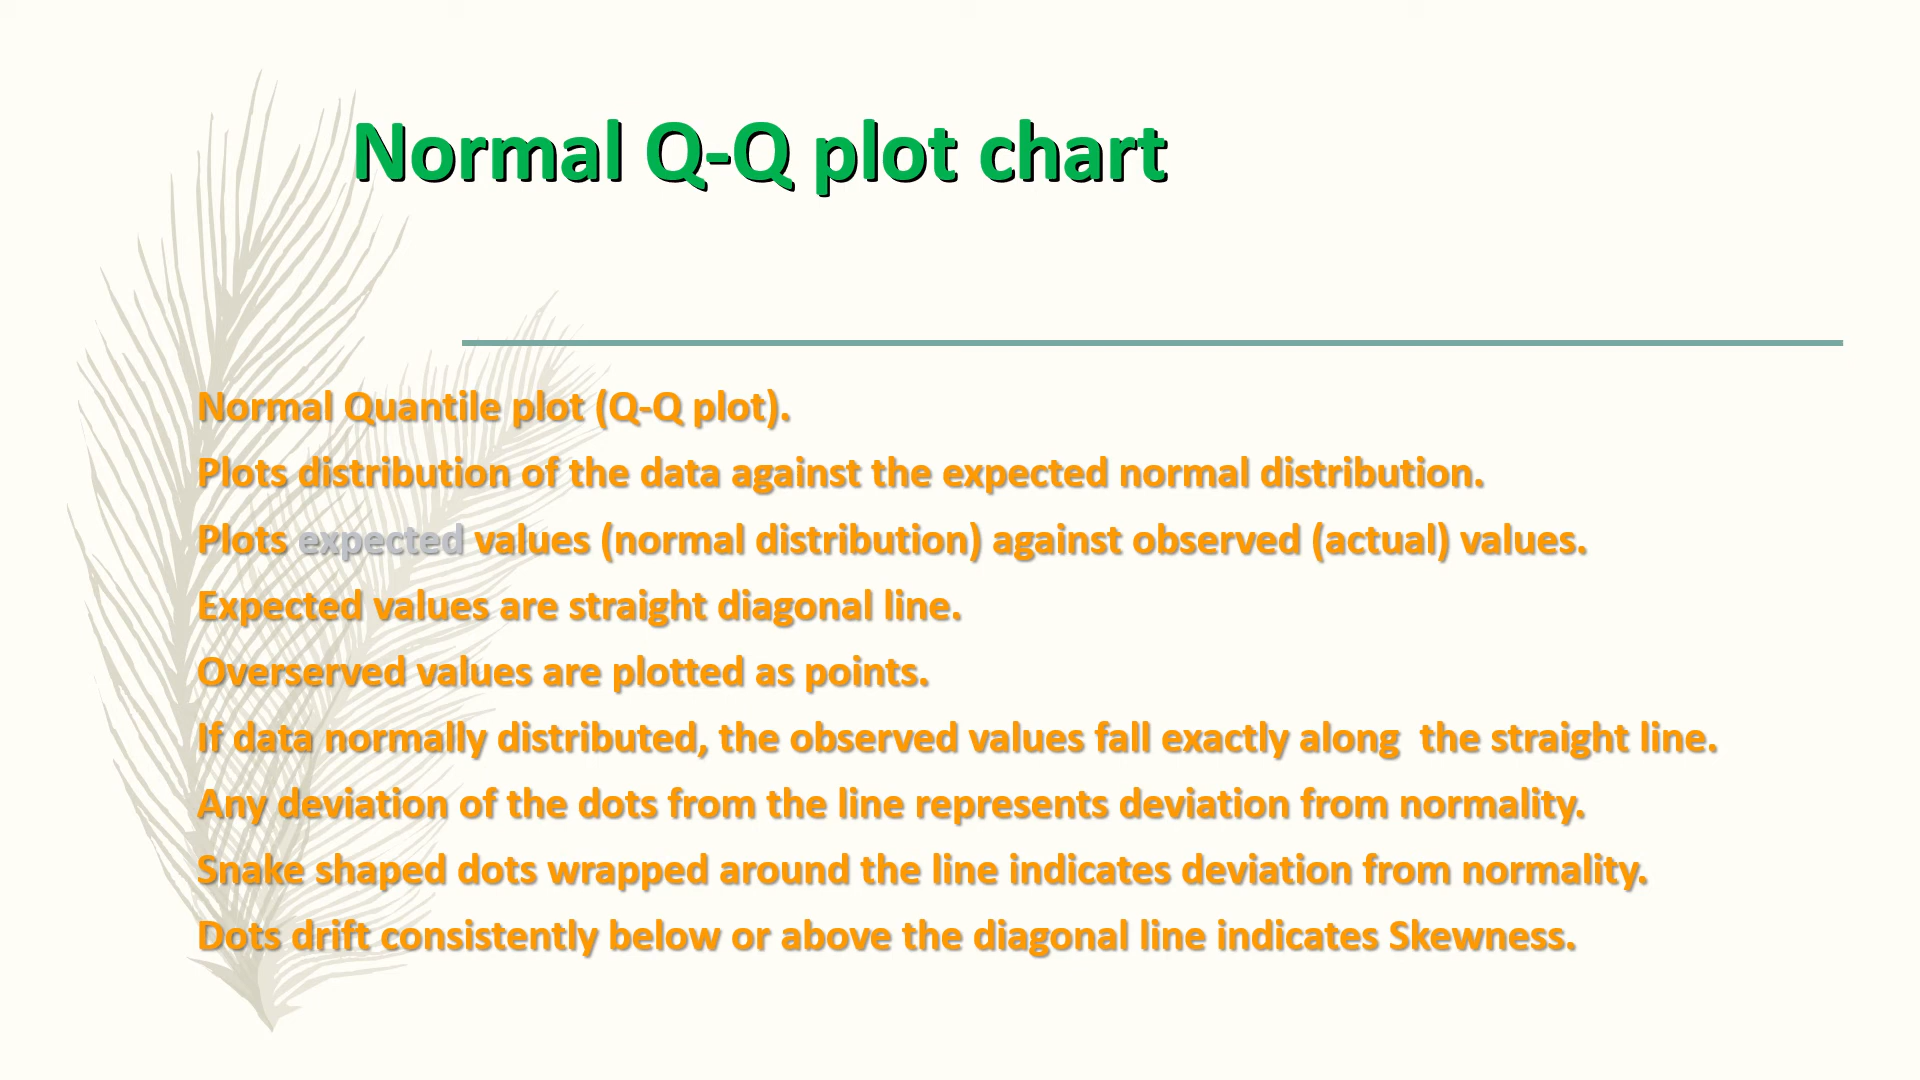 Normal Q-Q plot chart
Normal Quantile plot (Q-Q plot).
Plots distribution of the data against the expected normal distribution.
Plots expected values (normal distribution) against observed (actual) values.
Expected values are straight diagonal line.
Overserved values are plotted as points.
If data normally distributed, the observed values fall exactly along  the straight line.
Any deviation of the dots from the line represents deviation from normality.
Snake shaped dots wrapped around the line indicates deviation from normality.
Dots drift consistently below or above the diagonal line indicates Skewness.